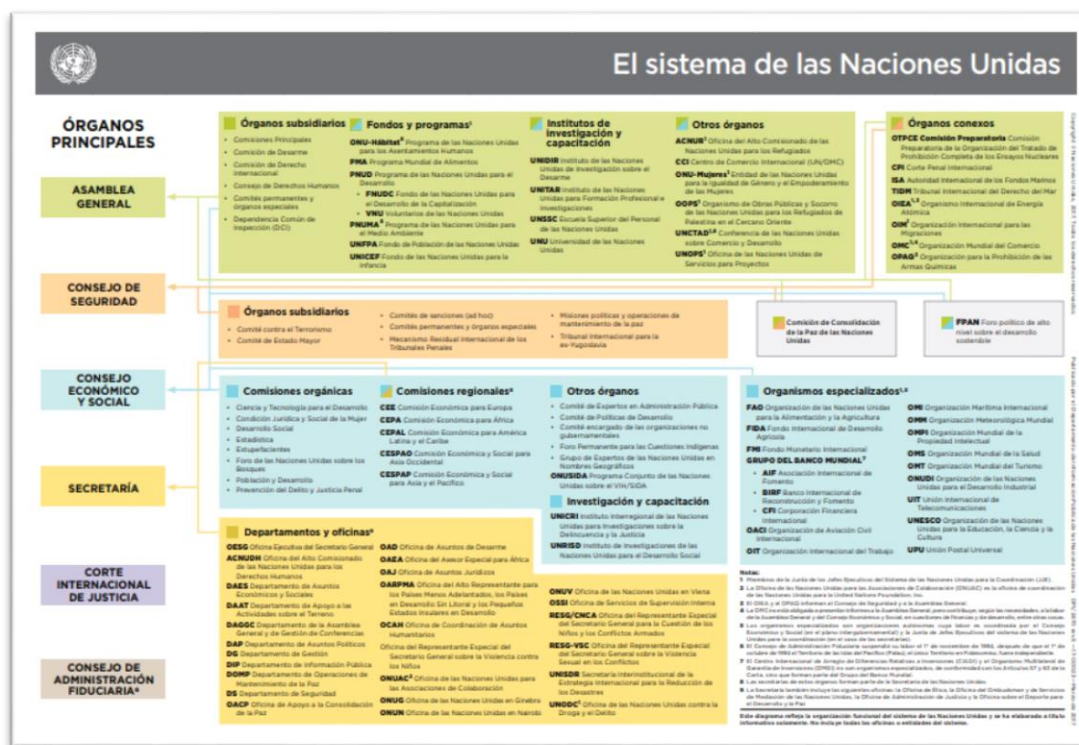 El sistema de las Naciones Unidas
ÓRGANOS
PRINCIPALES
ASAMBLEA
GENERAL
CONSEJO DE
SEGURIDAD
CONSEJO
ECONÓMICO
Y SOCIAL
SECRETARÍA
CORTE
INTERNACIONAL
DE JUSTICIA
CONSEJO DE
ADMINISTRACIÓN
FIDUCIARIA⁶
Órganos subsidiarios
• Comisiones Principales
• Comisión de Desarme
• Comisión de Derecho
Internacional
• Consejo de Derechos Humanos
• Comités permanentes y
órganos especiales
• Dependencia Común de
Inspección (DCI)
Fondos y programas¹
ONU-Hábitat⁸ Programa de las Naciones Unidas
para los Asentamientos Humanos
PMA Programa Mundial de Alimentos
PNUD Programa de las Naciones Unidas para el
Desarrollo
• FNUDC Fondo de las Naciones Unidas para
el Desarrollo de la Capitalización
• VNU Voluntarios de las Naciones Unidas
PNUMA⁸ Programa de las Naciones Unidas para
el Medio Ambiente
UNFPA Fondo de Población de las Naciones Unidas
UNICEF Fondo de las Naciones Unidas para la
Infancia
Institutos de
investigación y
capacitación
UNIDIR Instituto de las Naciones
Unidas de Investigación sobre el
Desarme
UNITAR Instituto de las Naciones
Unidas para Formación Profesional e
Investigaciones
UNSSC Escuela Superior del Personal
de las Naciones Unidas
UNU Universidad de las Naciones
Unidas
Otros órganos
ACNUR¹ Oficina del Alto Comisionado de las
Naciones Unidas para los Refugiados
CCI Centro de Comercio Internacional (UN/OMC)
ONU-Mujeres¹ Entidad de las Naciones Unidas
para la Igualdad de Género y el Empoderamiento
de las Mujeres
OOPS¹ Organismo de Obras Públicas y Socorro
de las Naciones Unidas para los Refugiados de
Palestina en el Cercano Oriente
UNCTAD¹,⁸ Conferencia de las Naciones Unidas
sobre Comercio y Desarrollo
UNOPS¹ Oficina de las Naciones Unidas de
Servicios para Proyectos
Órganos conexos
OTPCE Comisión Preparatoria Comisión
Preparatoria de la Organización del Tratado de
Prohibición Completa de los Ensayos Nucleares
CPI Corte Penal Internacional
ISA Autoridad Internacional de los Fondos Marinos
TIDM Tribunal Internacional del Derecho del Mar
OIEA¹,³ Organismo Internacional de Energía
Atómica
OIM¹ Organización Internacional para las
Migraciones
OMC¹,⁴ Organización Mundial del Comercio
OPAQ³ Organización para la Prohibición de las
Armas Químicas
Órganos subsidiarios
• Comité contra el Terrorismo
• Comité de Estado Mayor
• Comités de sanciones (ad hoc)
• Comités permanentes y órganos especiales
• Mecanismo Residual Internacional de los
Tribunales Penales
• Misiones políticas y operaciones de
mantenimiento de la paz
• Tribunal Internacional para la
ex-Yugoslavia
Comisión de Consolidación
de la Paz de las Naciones
Unidas
FPAN Foro político de alto
nivel sobre el desarrollo
sostenible
Comisiones orgánicas
• Ciencia y Tecnología para el Desarrollo
• Condición Jurídica y Social de la Mujer
• Desarrollo Social
• Estadística
• Estupefacientes
• Foro de las Naciones Unidas sobre los
Bosques
• Población y Desarrollo
• Prevención del Delito y Justicia Penal
Comisiones regionales⁸
CEE Comisión Económica para Europa
CEPA Comisión Económica para África
CEPAL Comisión Económica para América
Latina y el Caribe
CESPAO Comisión Económica y Social para
Asia Occidental
CESPAP Comisión Económica y Social
para Asia y el Pacífico
Otros órganos
• Comité de Expertos en Administración Pública
• Comité de Políticas de Desarrollo
• Comité encargado de las organizaciones no
gubernamentales
• Foro Permanente para las Cuestiones Indígenas
• Grupo de Expertos de las Naciones Unidas en
Nombres Geográficos
ONUSIDA Programa Conjunto de las Naciones
Unidas sobre el VIH/SIDA
Investigación y capacitación
UNICRI Instituto Interregional de las Naciones
Unidas para Investigaciones sobre la
Delincuencia y la Justicia
UNRISD Instituto de Investigaciones de las
Naciones Unidas para el Desarrollo Social
Organismos especializados¹,⁵
FAO Organización de las Naciones Unidas
para la Alimentación y la Agricultura
FIDA Fondo Internacional de Desarrollo
Agrícola
FMI Fondo Monetario Internacional
GRUPO DEL BANCO MUNDIAL⁷
• AIF Asociación Internacional de
Fomento
• BIRF Banco Internacional de
Reconstrucción y Fomento
• CFI Corporación Financiera
Internacional
OACI Organización de Aviación Civil
Internacional
OIT Organización Internacional del Trabajo
OMI Organización Marítima Internacional
OMM Organización Meteorológica Mundial
OMPI Organización Mundial de la
Propiedad Intelectual
OMS Organización Mundial de la Salud
OMT Organización Mundial del Turismo
ONUDI Organización de las Naciones
Unidas para el Desarrollo Industrial
UIT Unión Internacional de
Telecomunicaciones
UNESCO Organización de las Naciones Unidas
para la Educación, la Ciencia y la
Cultura
UPU Unión Postal Universal
Departamentos y oficinas⁹
OESG Oficina Ejecutiva del Secretario General
ACNUDH Oficina del Alto Comisionado
de las Naciones Unidas para los
Derechos Humanos
DAES Departamento de Asuntos
Económicos y Sociales
DAAT Departamento de Apoyo a las
Actividades sobre el Terreno
DAGGC Departamento de la Asamblea
General y de Gestión de Conferencias
DAP Departamento de Asuntos Políticos
DG Departamento de Gestión
DIP Departamento de Información Pública
DOMP Departamento de Operaciones de
Mantenimiento de la Paz
DS Departamento de Seguridad
OACP Oficina de Apoyo a la Consolidación
de la Paz
OAD Oficina de Asuntos de Desarme
OAEA Oficina del Asesor Especial para África
OAJ Oficina de Asuntos Jurídicos
OARPMA Oficina del Alto Representante para
los Países Menos Adelantados, los Países
en Desarrollo Sin Litoral y los Pequeños
Estados Insulares en Desarrollo
OCAH Oficina de Coordinación de Asuntos
Humanitarios
Oficina del Representante Especial del
Secretario General sobre la Violencia contra
los Niños
ONUAC² Oficina de las Naciones Unidas para
las Asociaciones de Colaboración
ONUG Oficina de las Naciones Unidas en Ginebra
ONUN Oficina de las Naciones Unidas en Nairobi
ONUV Oficina de las Naciones Unidas en Viena
OSSI Oficina de Servicios de Supervisión Interna
RESG/CNCA Oficina del Representante Especial
del Secretario General para la Cuestión de los
Niños y los Conflictos Armados
RESG-VSC Oficina del Representante Especial
del Secretario General sobre la Violencia
Sexual en los Conflictos
UNISDR Secretaría Interinstitucional de la
Estrategia Internacional para la Reducción de
los Desastres
UNODC¹ Oficina de las Naciones Unidas contra la
Droga y el Delito
Notas:
Este diagrama refleja la organización funcional del sistema de las Naciones Unidas y se ha elaborado a título
informativo solamente. No incluye todas las oficinas o entidades del sistema.